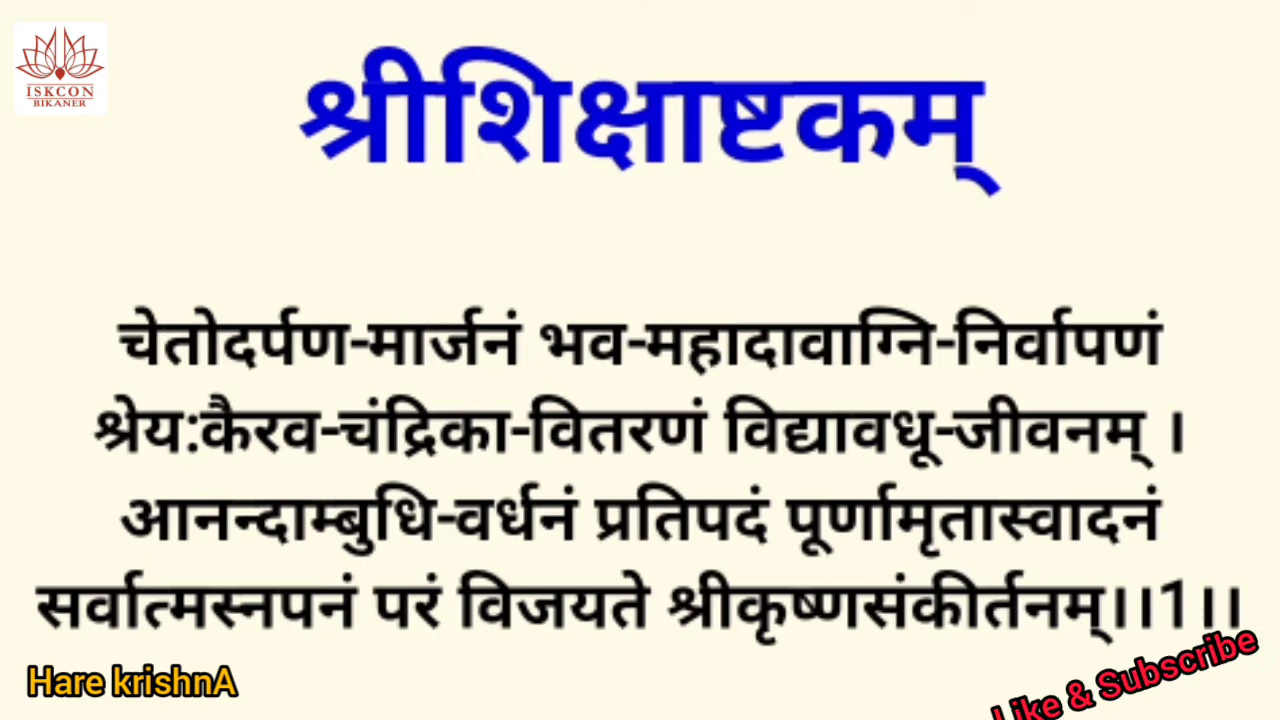 ISKCON
BIKANER
श्रीशिक्षाष्टकम्
चेतोदर्पण-मार्जनं भव-महादावाग्नि-निर्वापणं
श्रेय:कैरव-चंद्रिका-वितरणं विद्यावधू-जीवनम् ।
आनन्दाम्बुधि-वर्धनं प्रतिपदं पूर्णामृतास्वादनं
सर्वात्मस्नपनं परं विजयते श्रीकृष्णसंकीर्तनम्।।1।।
Hare krishnA
Like & Subscribe